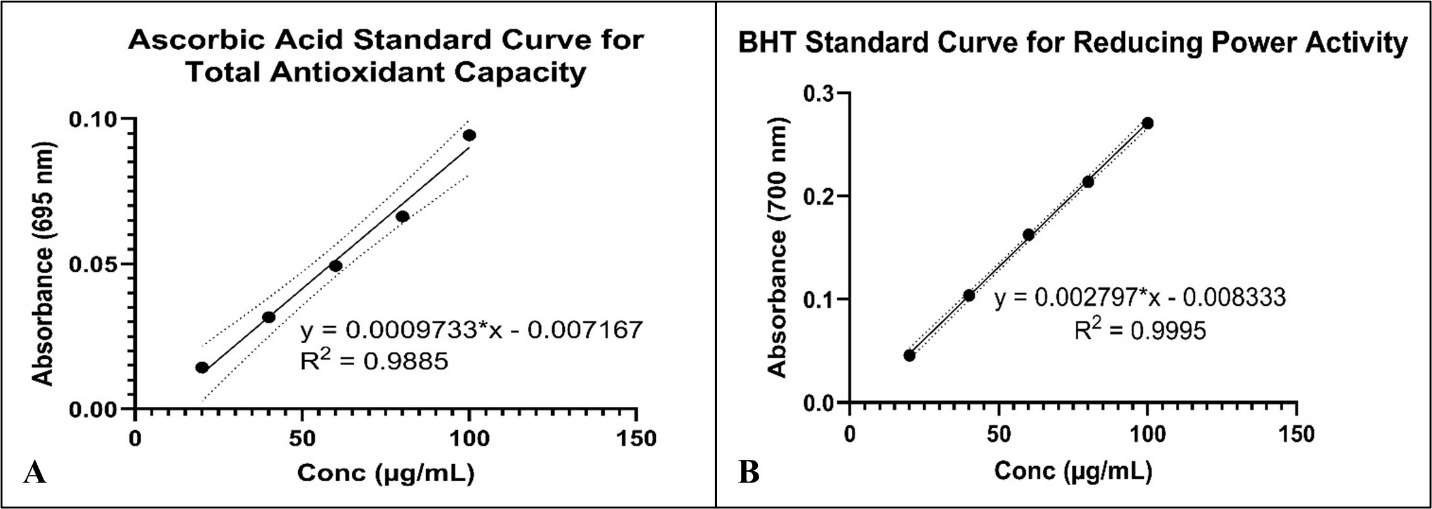 Ascorbic Acid Standard Curve for
Total Antioxidant Capacity
Absorbance (695 nm)
0.10
0.05
0.00
y = 0.0009733*x - 0.007167
R² = 0.9885
0 50 100 150
Conc (µg/mL)
A
BHT Standard Curve for Reducing Power Activity
Absorbance (700 nm)
0.3
0.2
0.1
0.0
y = 0.002797*x - 0.008333
R² = 0.9995
0 50 100 150
Conc (µg/mL)
B